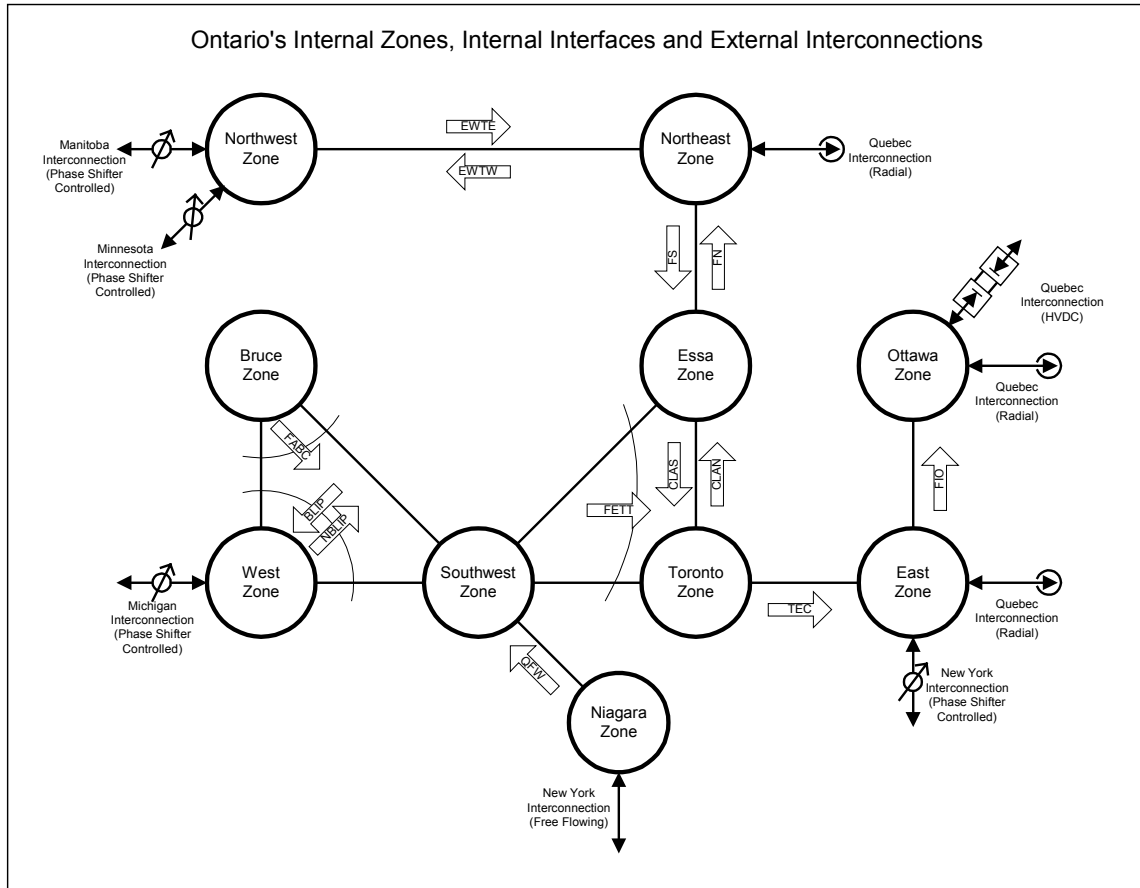 Ontario's Internal Zones, Internal Interfaces and External Interconnections
Manitoba
Interconnection
(Phase Shifter
Controlled)
Northwest
Zone
EWTE
EWTW
Northeast
Zone
Quebec
Interconnection
(Radial)
Minnesota
Interconnection
(Phase Shifter
Controlled)
FS
FN
Quebec
Interconnection
(HVDC)
Bruce
Zone
Essa
Zone
Ottawa
Zone
Quebec
Interconnection
(Radial)
FABC
CLAS
CLAN
FIO
BLIP
NBLIP
FETT
West
Zone
Southwest
Zone
Toronto
Zone
East
Zone
Michigan
Interconnection
(Phase Shifter
Controlled)
TEC
Quebec
Interconnection
(Radial)
QFW
Niagara
Zone
New York
Interconnection
(Phase Shifter
Controlled)
New York
Interconnection
(Free Flowing)